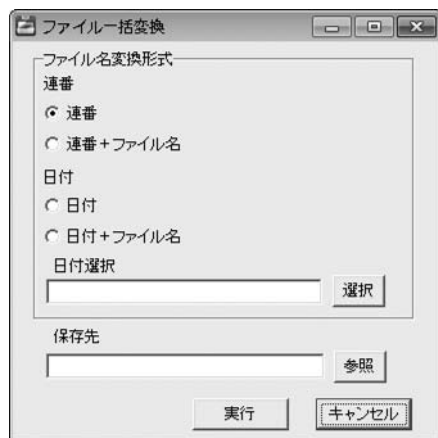 ファイル一括変換
ファイル名変換形式
連番
連番
連番+ファイル名
日付
日付
日付+ファイル名
日付選択
選択
保存先
参照
実行 キャンセル